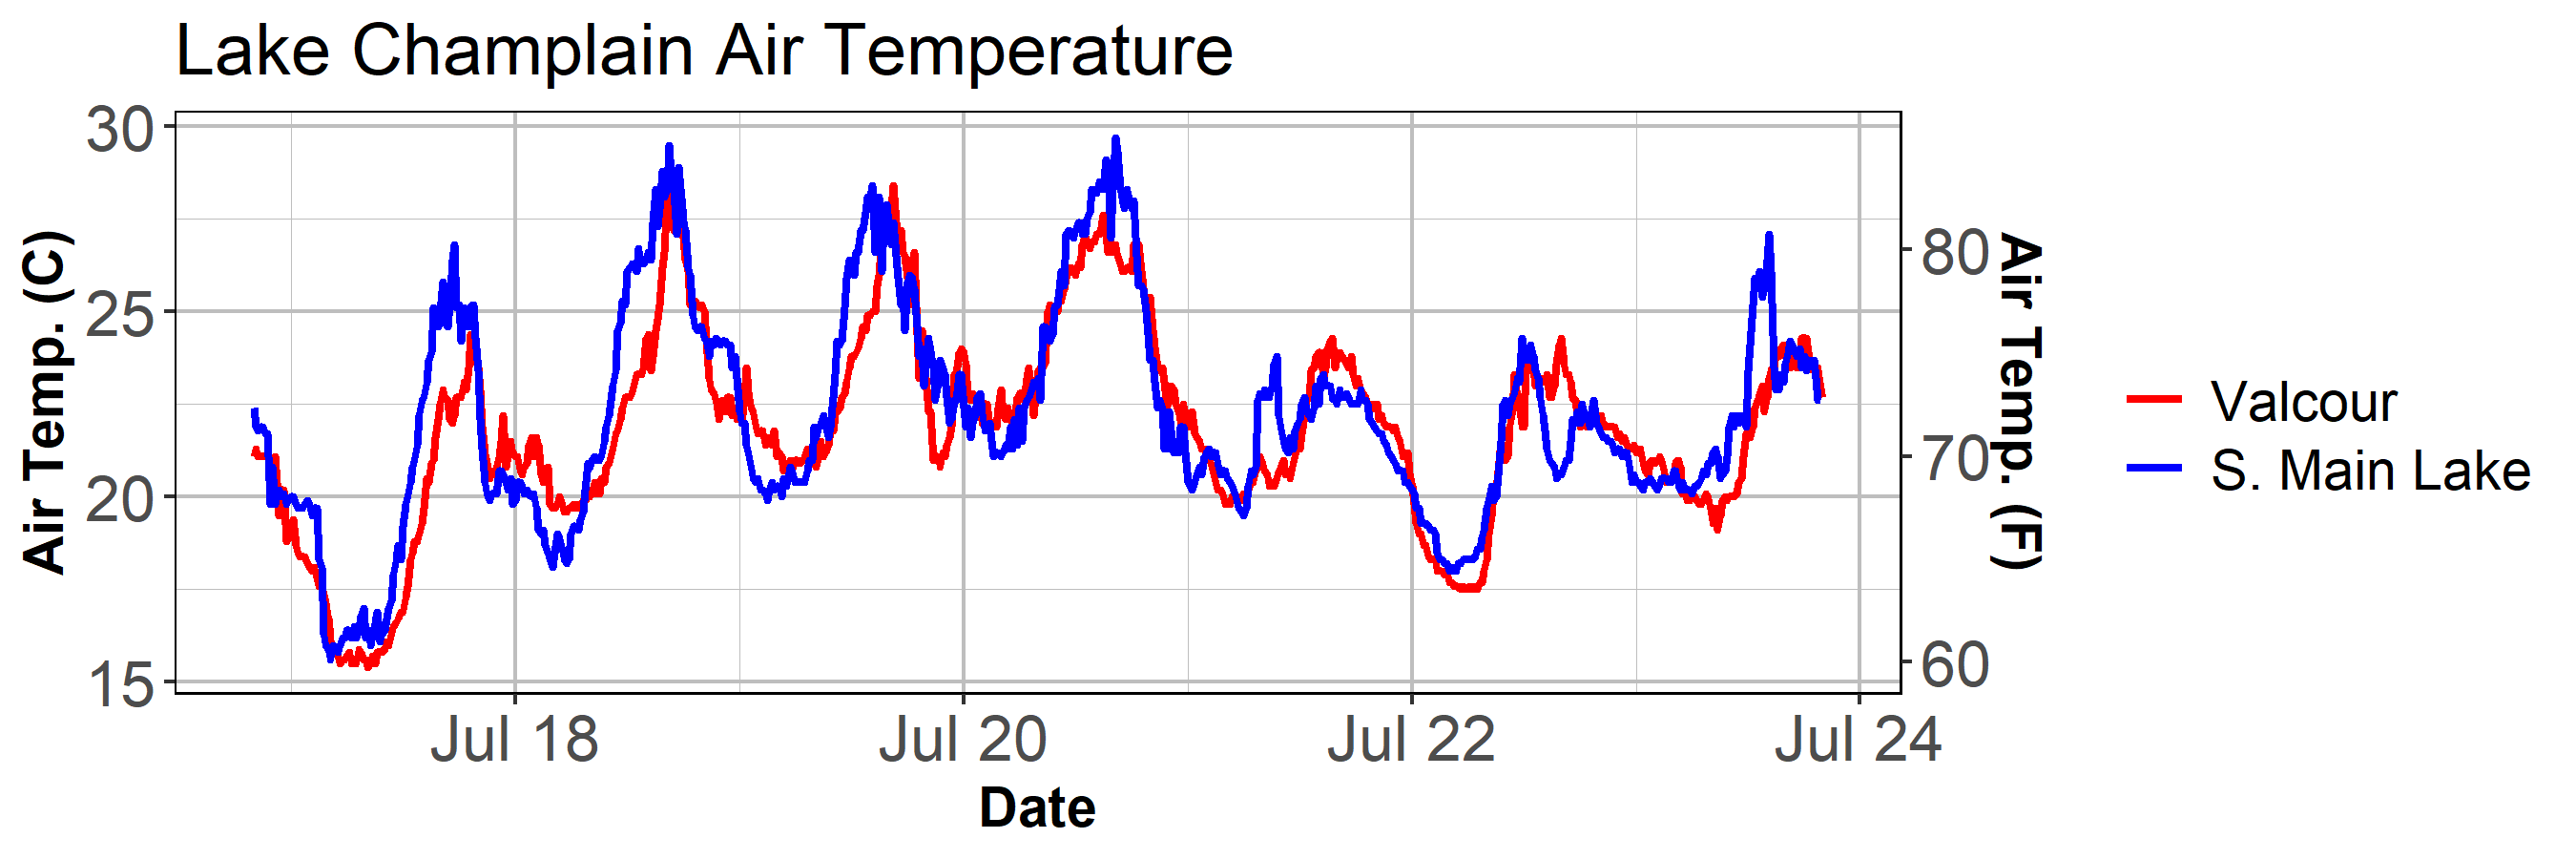 Lake Champlain Air Temperature
Air Temp. (C)
30
25
20
15
80
70
60
Air Temp. (F)
Jul 18
Jul 20
Jul 22
Jul 24
Date
Valcour
S. Main Lake